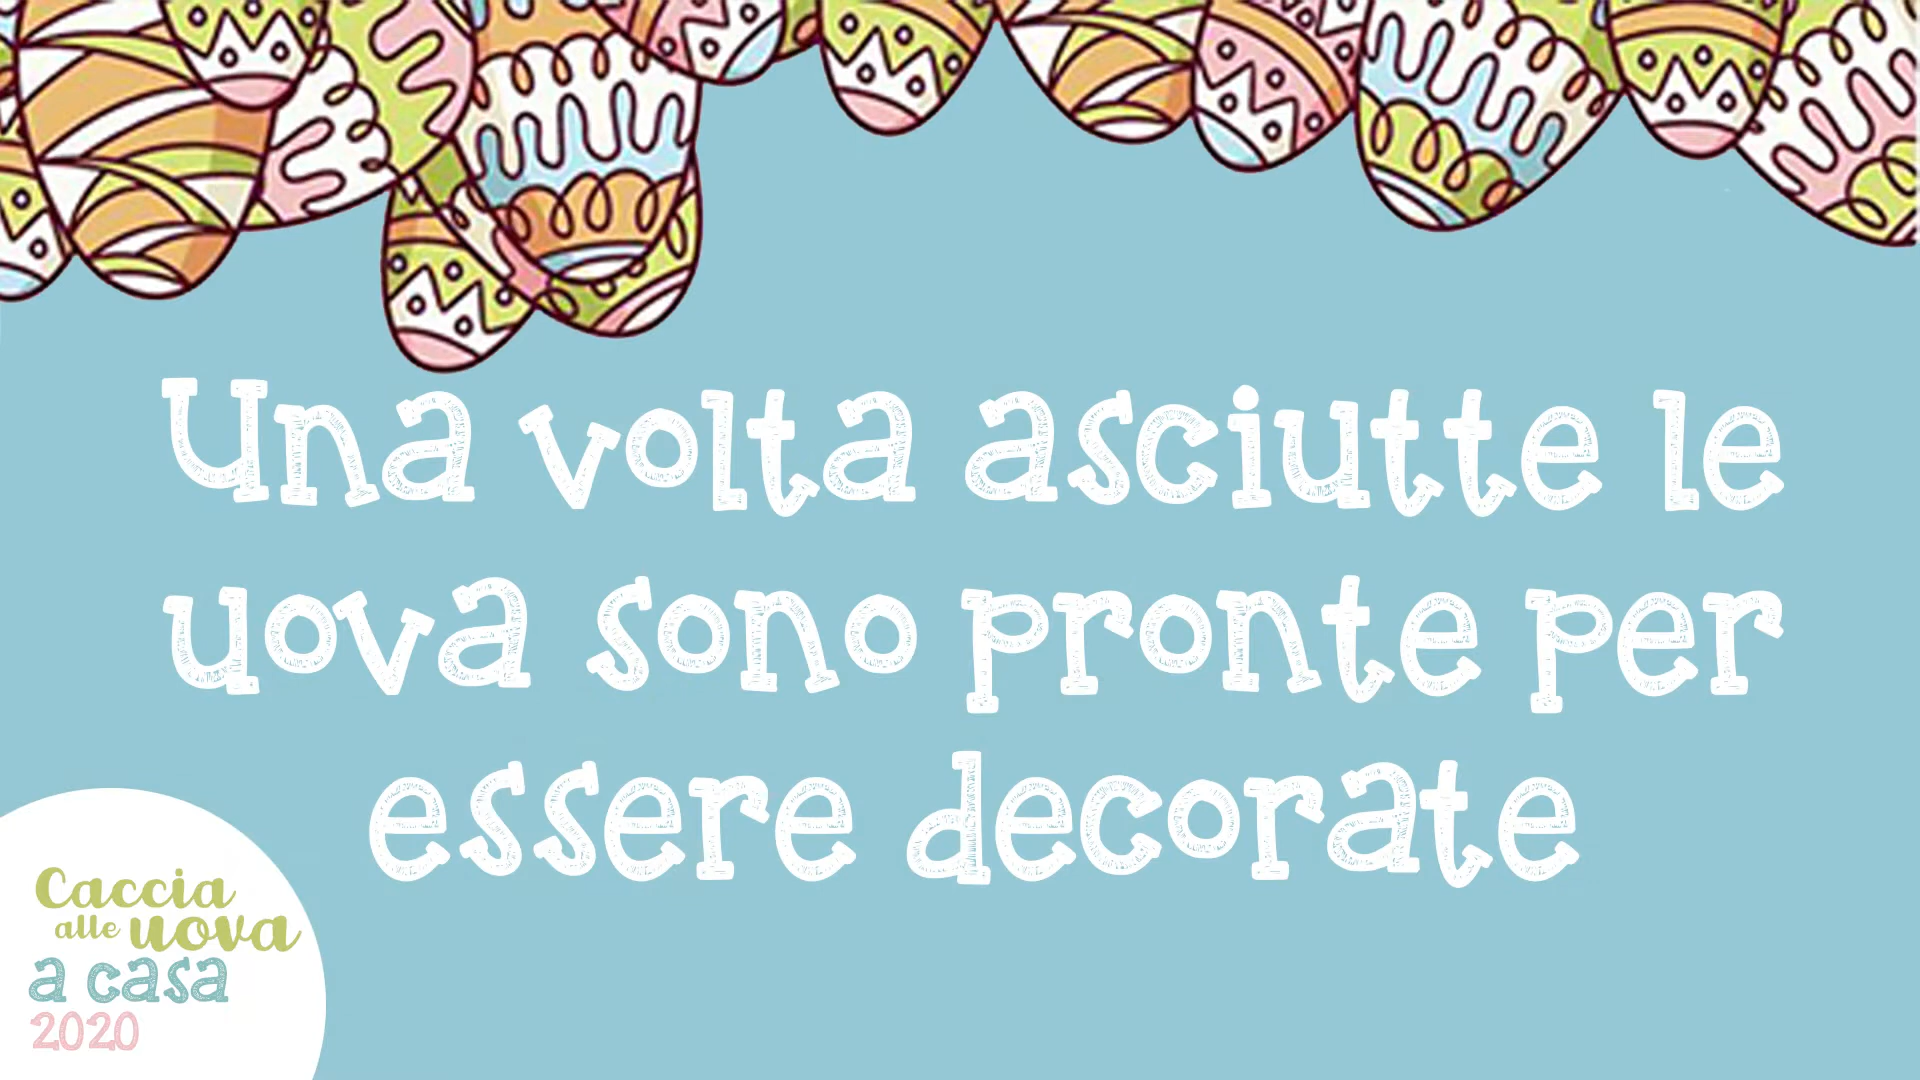 Una volta asciutte le
uova sono pronte per
essere decorate
Caccia
alle uova
a casa
2020